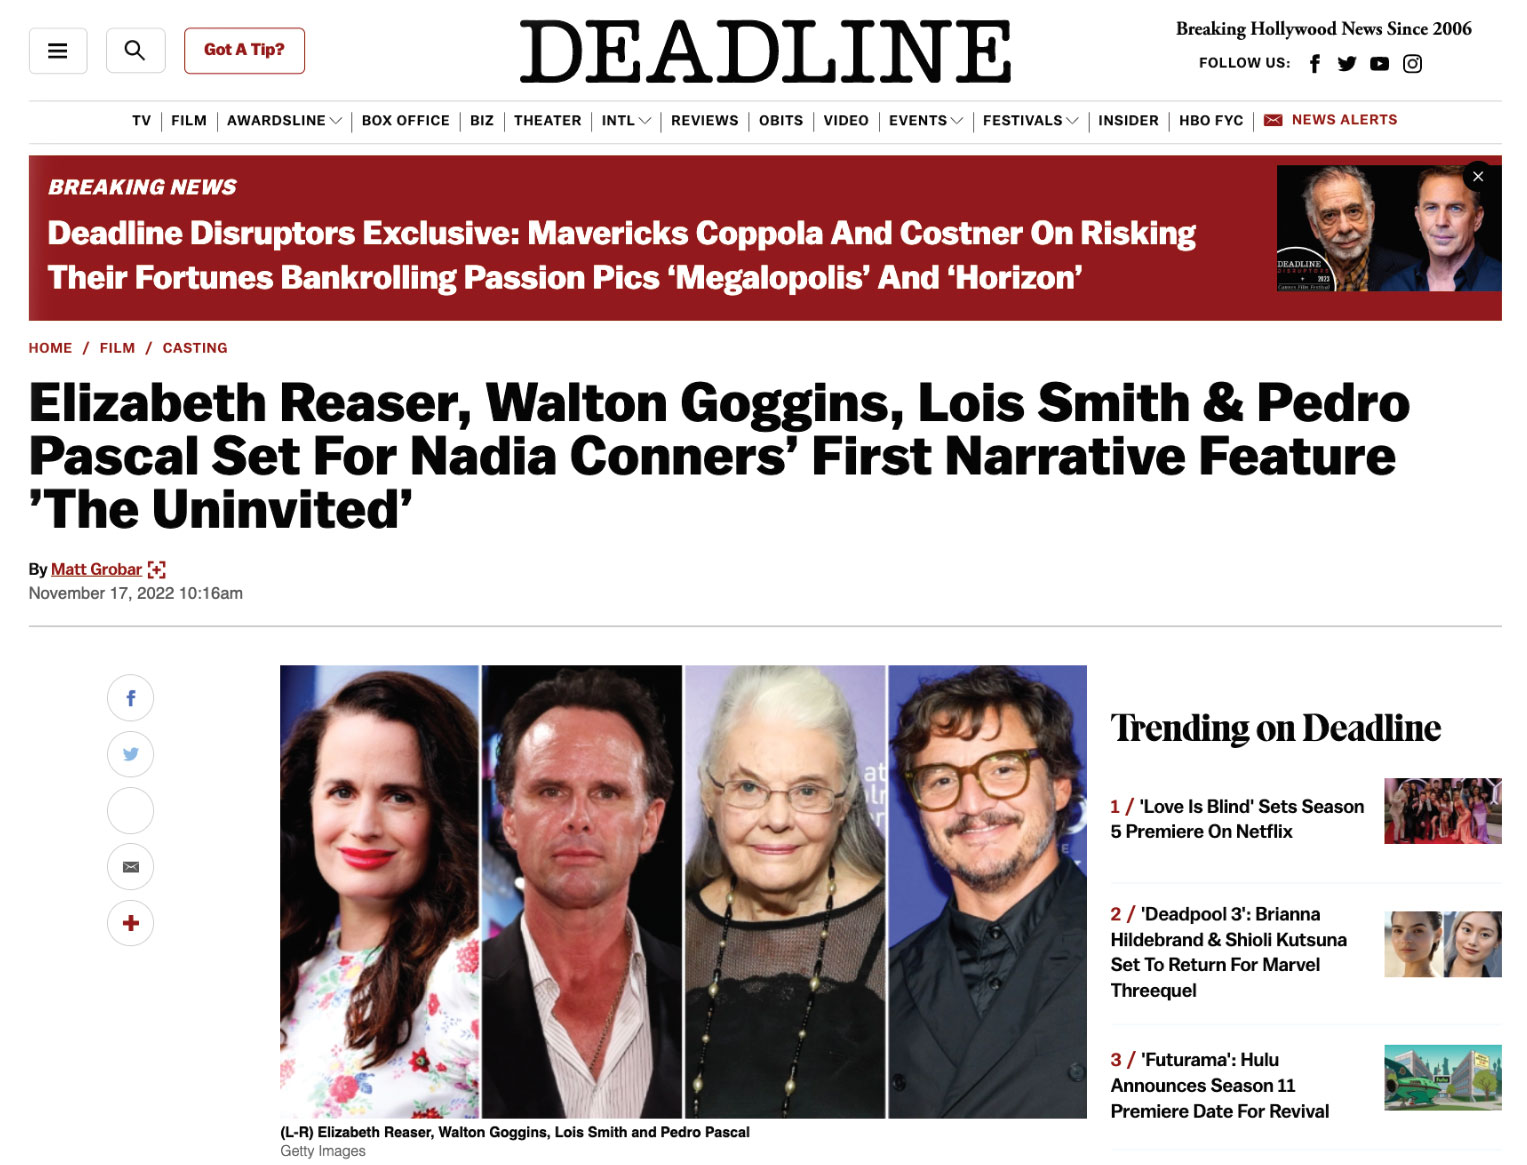 Got A Tip?
DEADLINE
Breaking Hollywood News Since 2006
FOLLOW US:
TV
FILM
AWARDSLINE
BOX OFFICE
BIZ
THEATER
INTL
REVIEWS
OBITS
VIDEO
EVENTS
FESTIVALS
INSIDER
HBO FYC
NEWS ALERTS
BREAKING NEWS
Deadline Disruptors Exclusive: Mavericks Coppola And Costner On Risking
Their Fortunes Bankrolling Passion Pics ‘Megalopolis’ And ‘Horizon’
DEADLINE
DISRUPTORS
2023
Cannes Film Festival
HOME / FILM / CASTING
Elizabeth Reaser, Walton Goggins, Lois Smith & Pedro
Pascal Set For Nadia Conners’ First Narrative Feature
’The Uninvited’
By Matt Grobar
November 17, 2022 10:16am
(L-R) Elizabeth Reaser, Walton Goggins, Lois Smith and Pedro Pascal
Getty Images
Trending on Deadline
1 / 'Love Is Blind' Sets Season
5 Premiere On Netflix
2 / 'Deadpool 3': Brianna
Hildebrand & Shioli Kutsuna
Set To Return For Marvel
Threequel
3 / 'Futurama': Hulu
Announces Season 11
Premiere Date For Revival